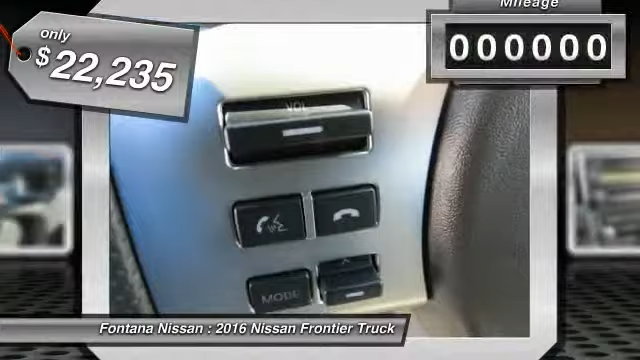 Mileage
only
$22,235
000000
VOL
MODE
Fontana Nissan : 2016 Nissan Frontier Truck